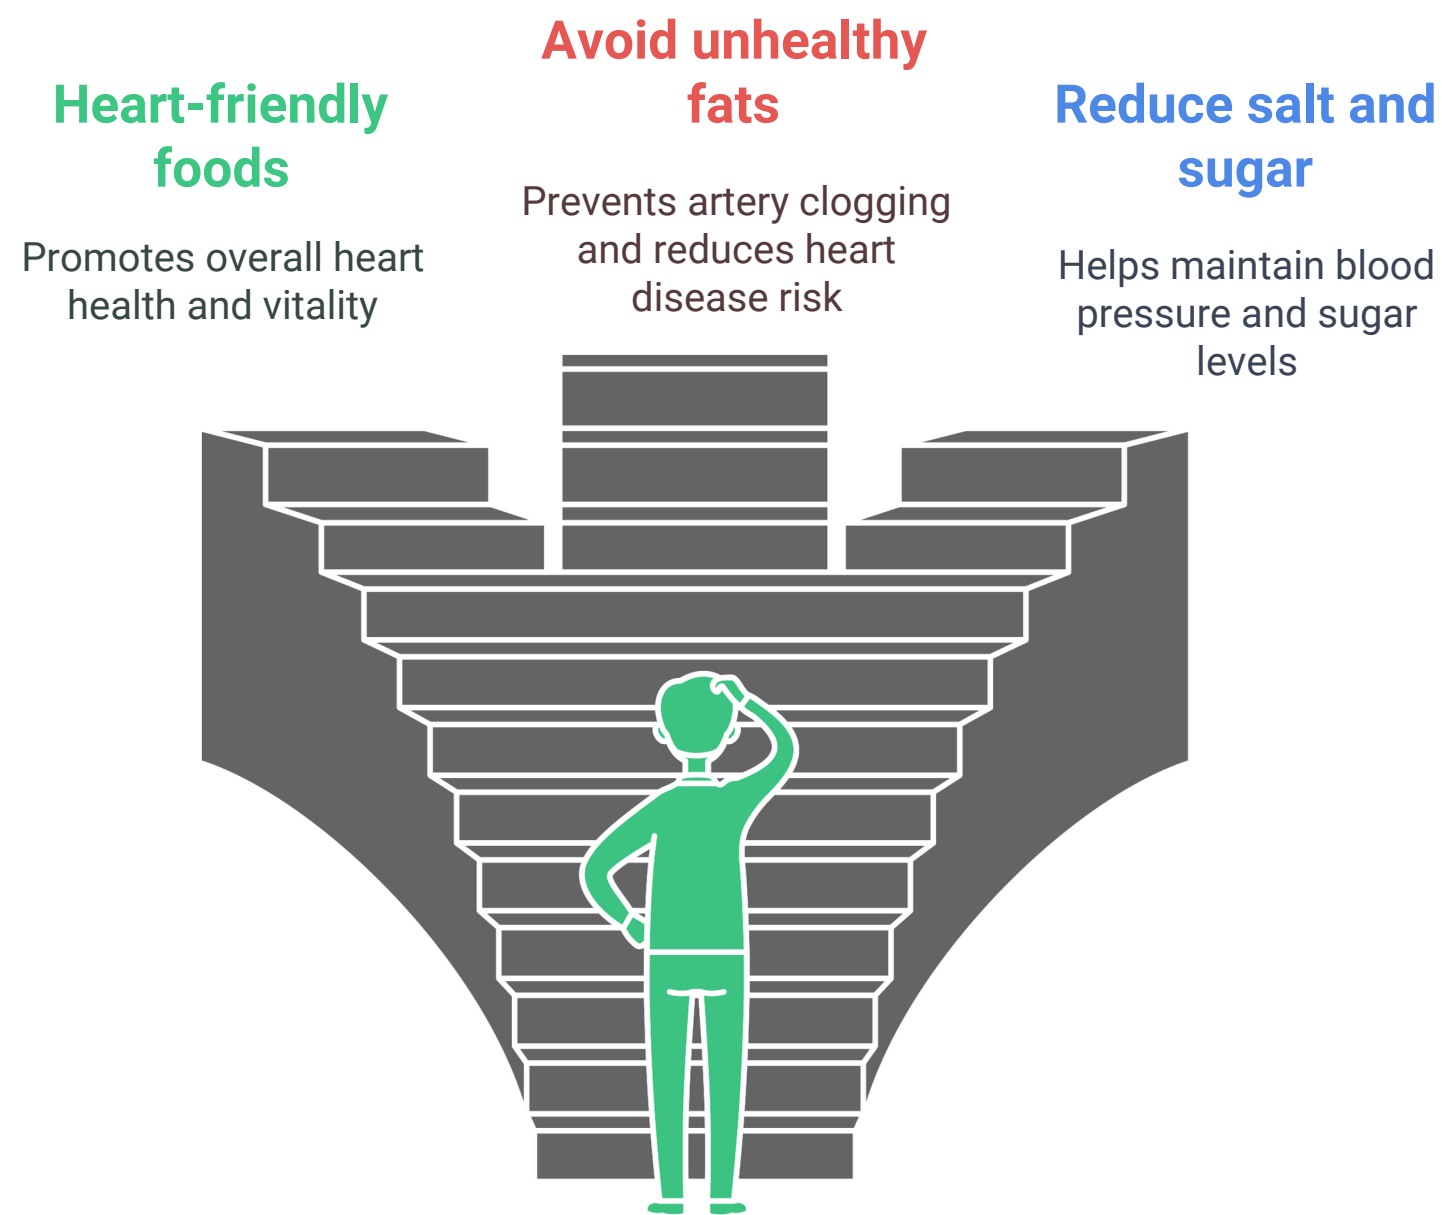 Heart-friendly
foods
Promotes overall heart
health and vitality
Avoid unhealthy
fats
Prevents artery clogging
and reduces heart
disease risk
Reduce salt and
sugar
Helps maintain blood
pressure and sugar
levels